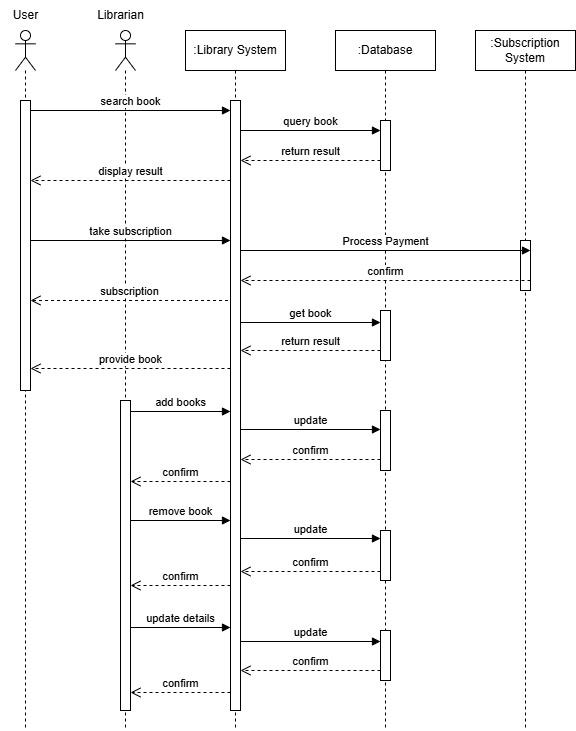 User
Librarian
:Library System
:Database
:Subscription
System
search book
query book
return result
display result
take subscription
Process Payment
confirm
subscription
get book
return result
provide book
add books
update
confirm
confirm
remove book
update
confirm
confirm
update details
update
confirm
confirm